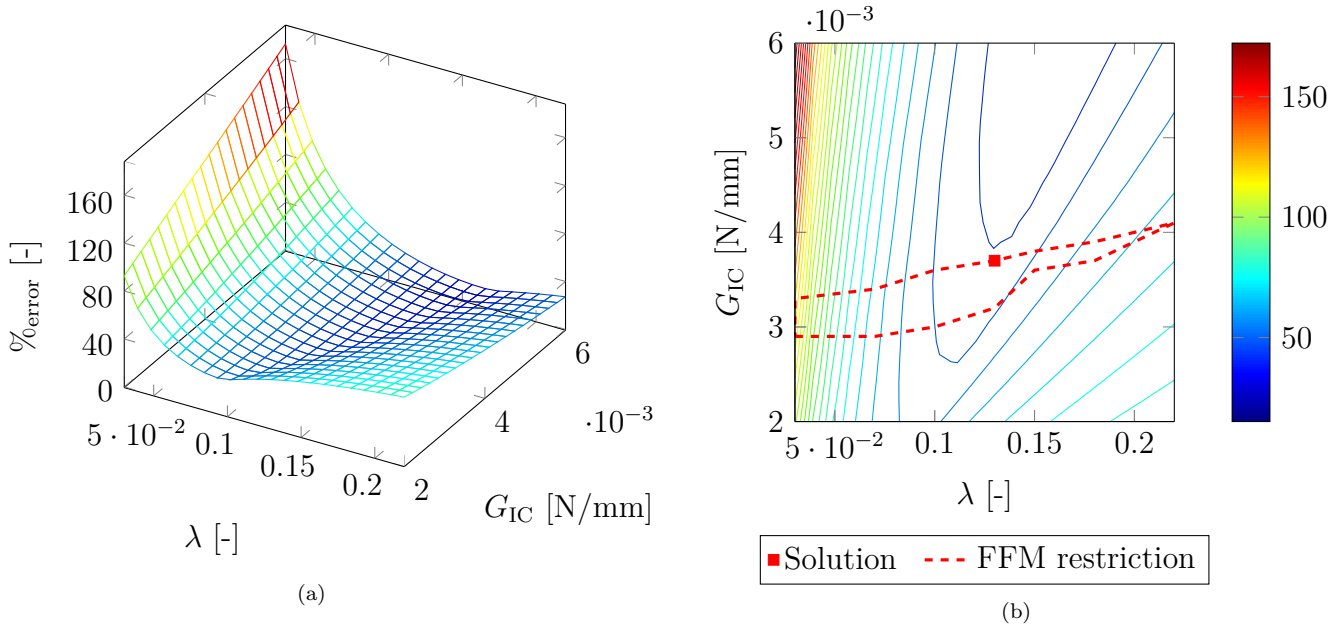 160
120
80
40
0
%error [-]
5 · 10−2
0.1
0.15
0.2
λ [-]
2
4
6
·10−3
GIC [N/mm]
(a)
·10−3
6
5
4
3
2
GIC [N/mm]
5 · 10−2
0.1
0.15
0.2
λ [-]
150
100
50
Solution
FFM restriction
(b)